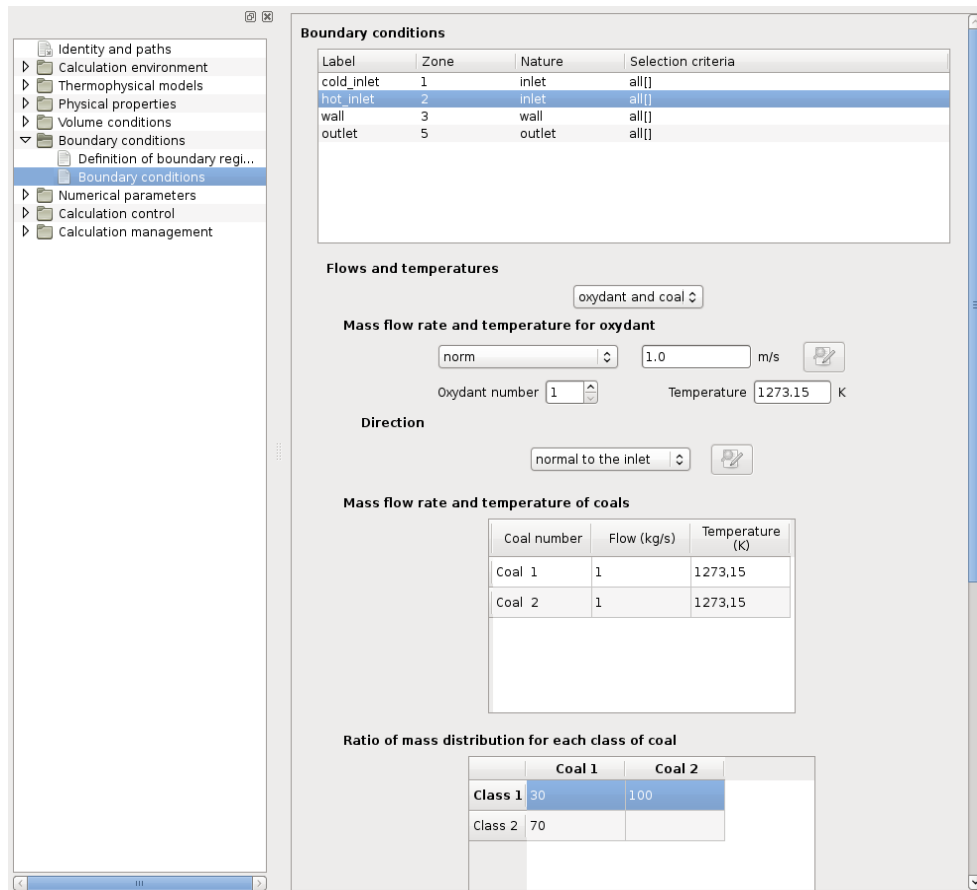 Identity and paths
Calculation environment
Thermophysical models
Physical properties
Volume conditions
Boundary conditions
Definition of boundary regi...
Boundary conditions
Numerical parameters
Calculation control
Calculation management
Boundary conditions
Label Zone Nature Selection criteria
cold_inlet 1 inlet all[]
hot_inlet 2 inlet all[]
wall 3 wall all[]
outlet 5 outlet all[]
Flows and temperatures
oxydant and coal
Mass flow rate and temperature for oxydant
norm 1.0 m/s
Oxydant number 1 Temperature 1273.15 K
Direction
normal to the inlet
Mass flow rate and temperature of coals
Coal number Flow (kg/s) Temperature
(K)
Coal 1 1 1273,15
Coal 2 1 1273,15
Ratio of mass distribution for each class of coal
Coal 1 Coal 2
Class 1 30 100
Class 2 70